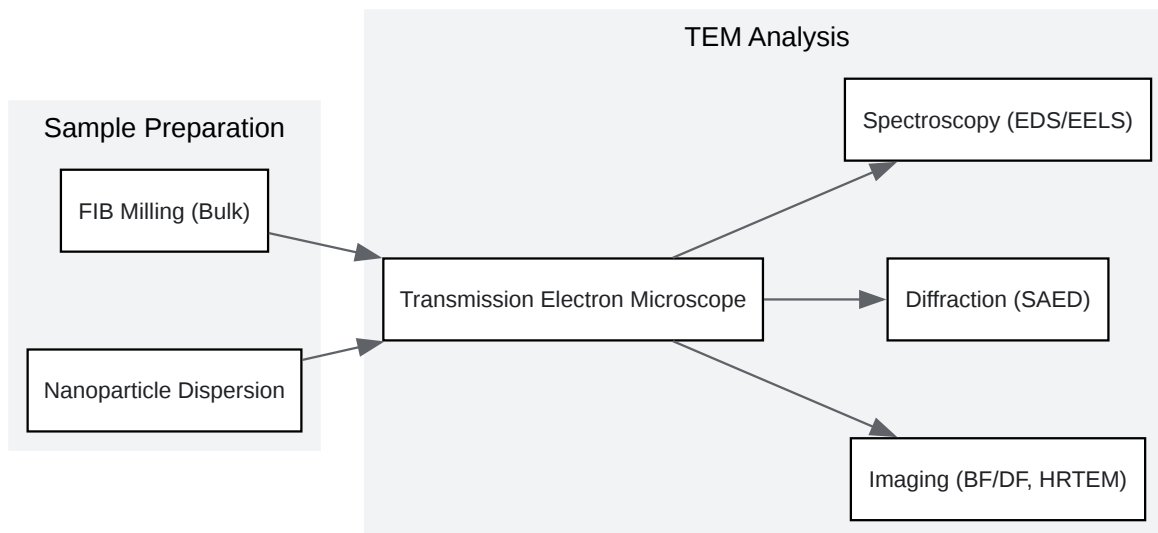 Sample Preparation
FIB Milling (Bulk)
Nanoparticle Dispersion
TEM Analysis
Transmission Electron Microscope
Spectroscopy (EDS/EELS)
Diffraction (SAED)
Imaging (BF/DF, HRTEM)